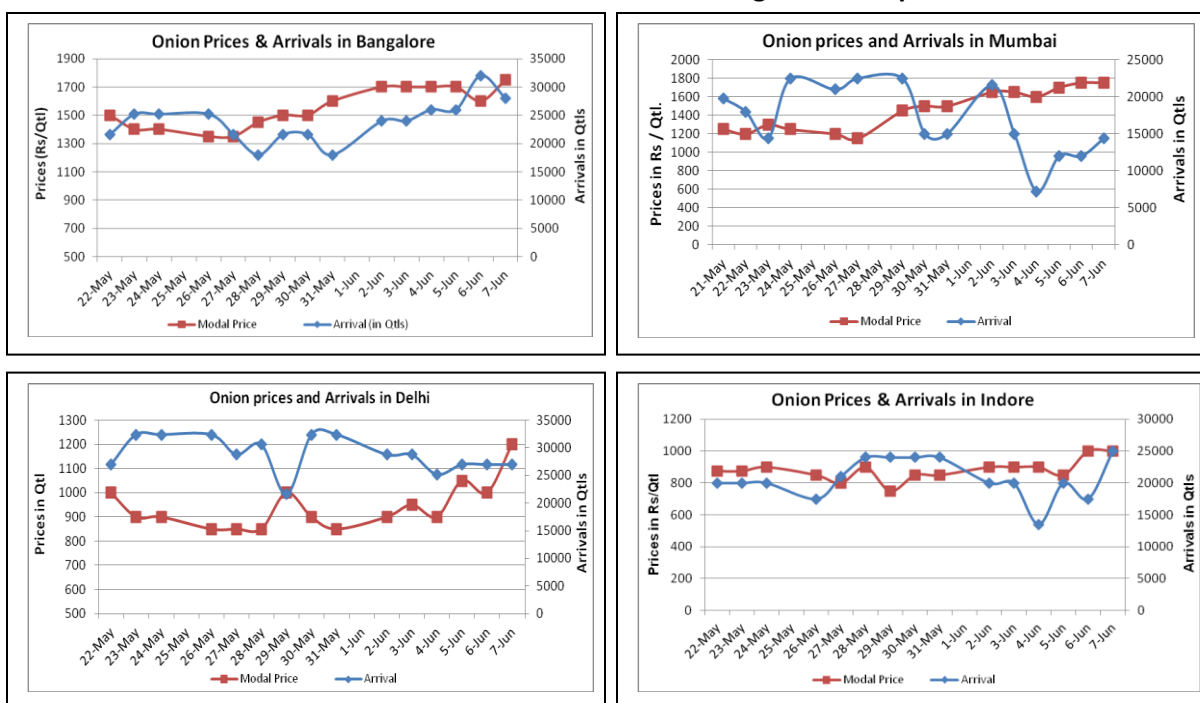 Onion Prices & Arrivals in Bangalore
Prices (Rs/Qtl)
1900
1700
1500
1300
1100
900
700
500
35000
30000
25000
20000
15000
10000
5000
0
Arrivals in Qtls
22-May
23-May
24-May
25-May
26-May
27-May
28-May
29-May
30-May
31-May
1-Jun
2-Jun
3-Jun
4-Jun
5-Jun
6-Jun
7-Jun
Modal Price
Arrival (in Qtls)
Onion prices and Arrivals in Mumbai
Prices in Rs / Qtl.
2000
1800
1600
1400
1200
1000
800
600
400
200
0
25000
20000
15000
10000
5000
0
Arrivals in Qtls
21-May
22-May
23-May
24-May
25-May
26-May
27-May
28-May
29-May
30-May
31-May
1-Jun
2-Jun
3-Jun
4-Jun
5-Jun
6-Jun
7-Jun
Modal Price
Arrival
Onion prices and Arrivals in Delhi
Prices in Qtl
1300
1200
1100
1000
900
800
700
600
500
35000
30000
25000
20000
15000
10000
5000
0
Arrivals in Qtls
22-May
23-May
24-May
25-May
26-May
27-May
28-May
29-May
30-May
31-May
1-Jun
2-Jun
3-Jun
4-Jun
5-Jun
6-Jun
7-Jun
Modal Price
Arrival
Onion Prices & Arrivals in Indore
Prices in Rs/Qtl
1200
1000
800
600
400
200
0
30000
25000
20000
15000
10000
5000
0
Arrivals in Qtls
22-May
23-May
24-May
25-May
26-May
27-May
28-May
29-May
30-May
31-May
1-Jun
2-Jun
3-Jun
4-Jun
5-Jun
6-Jun
7-Jun
Modal Price
Arrival